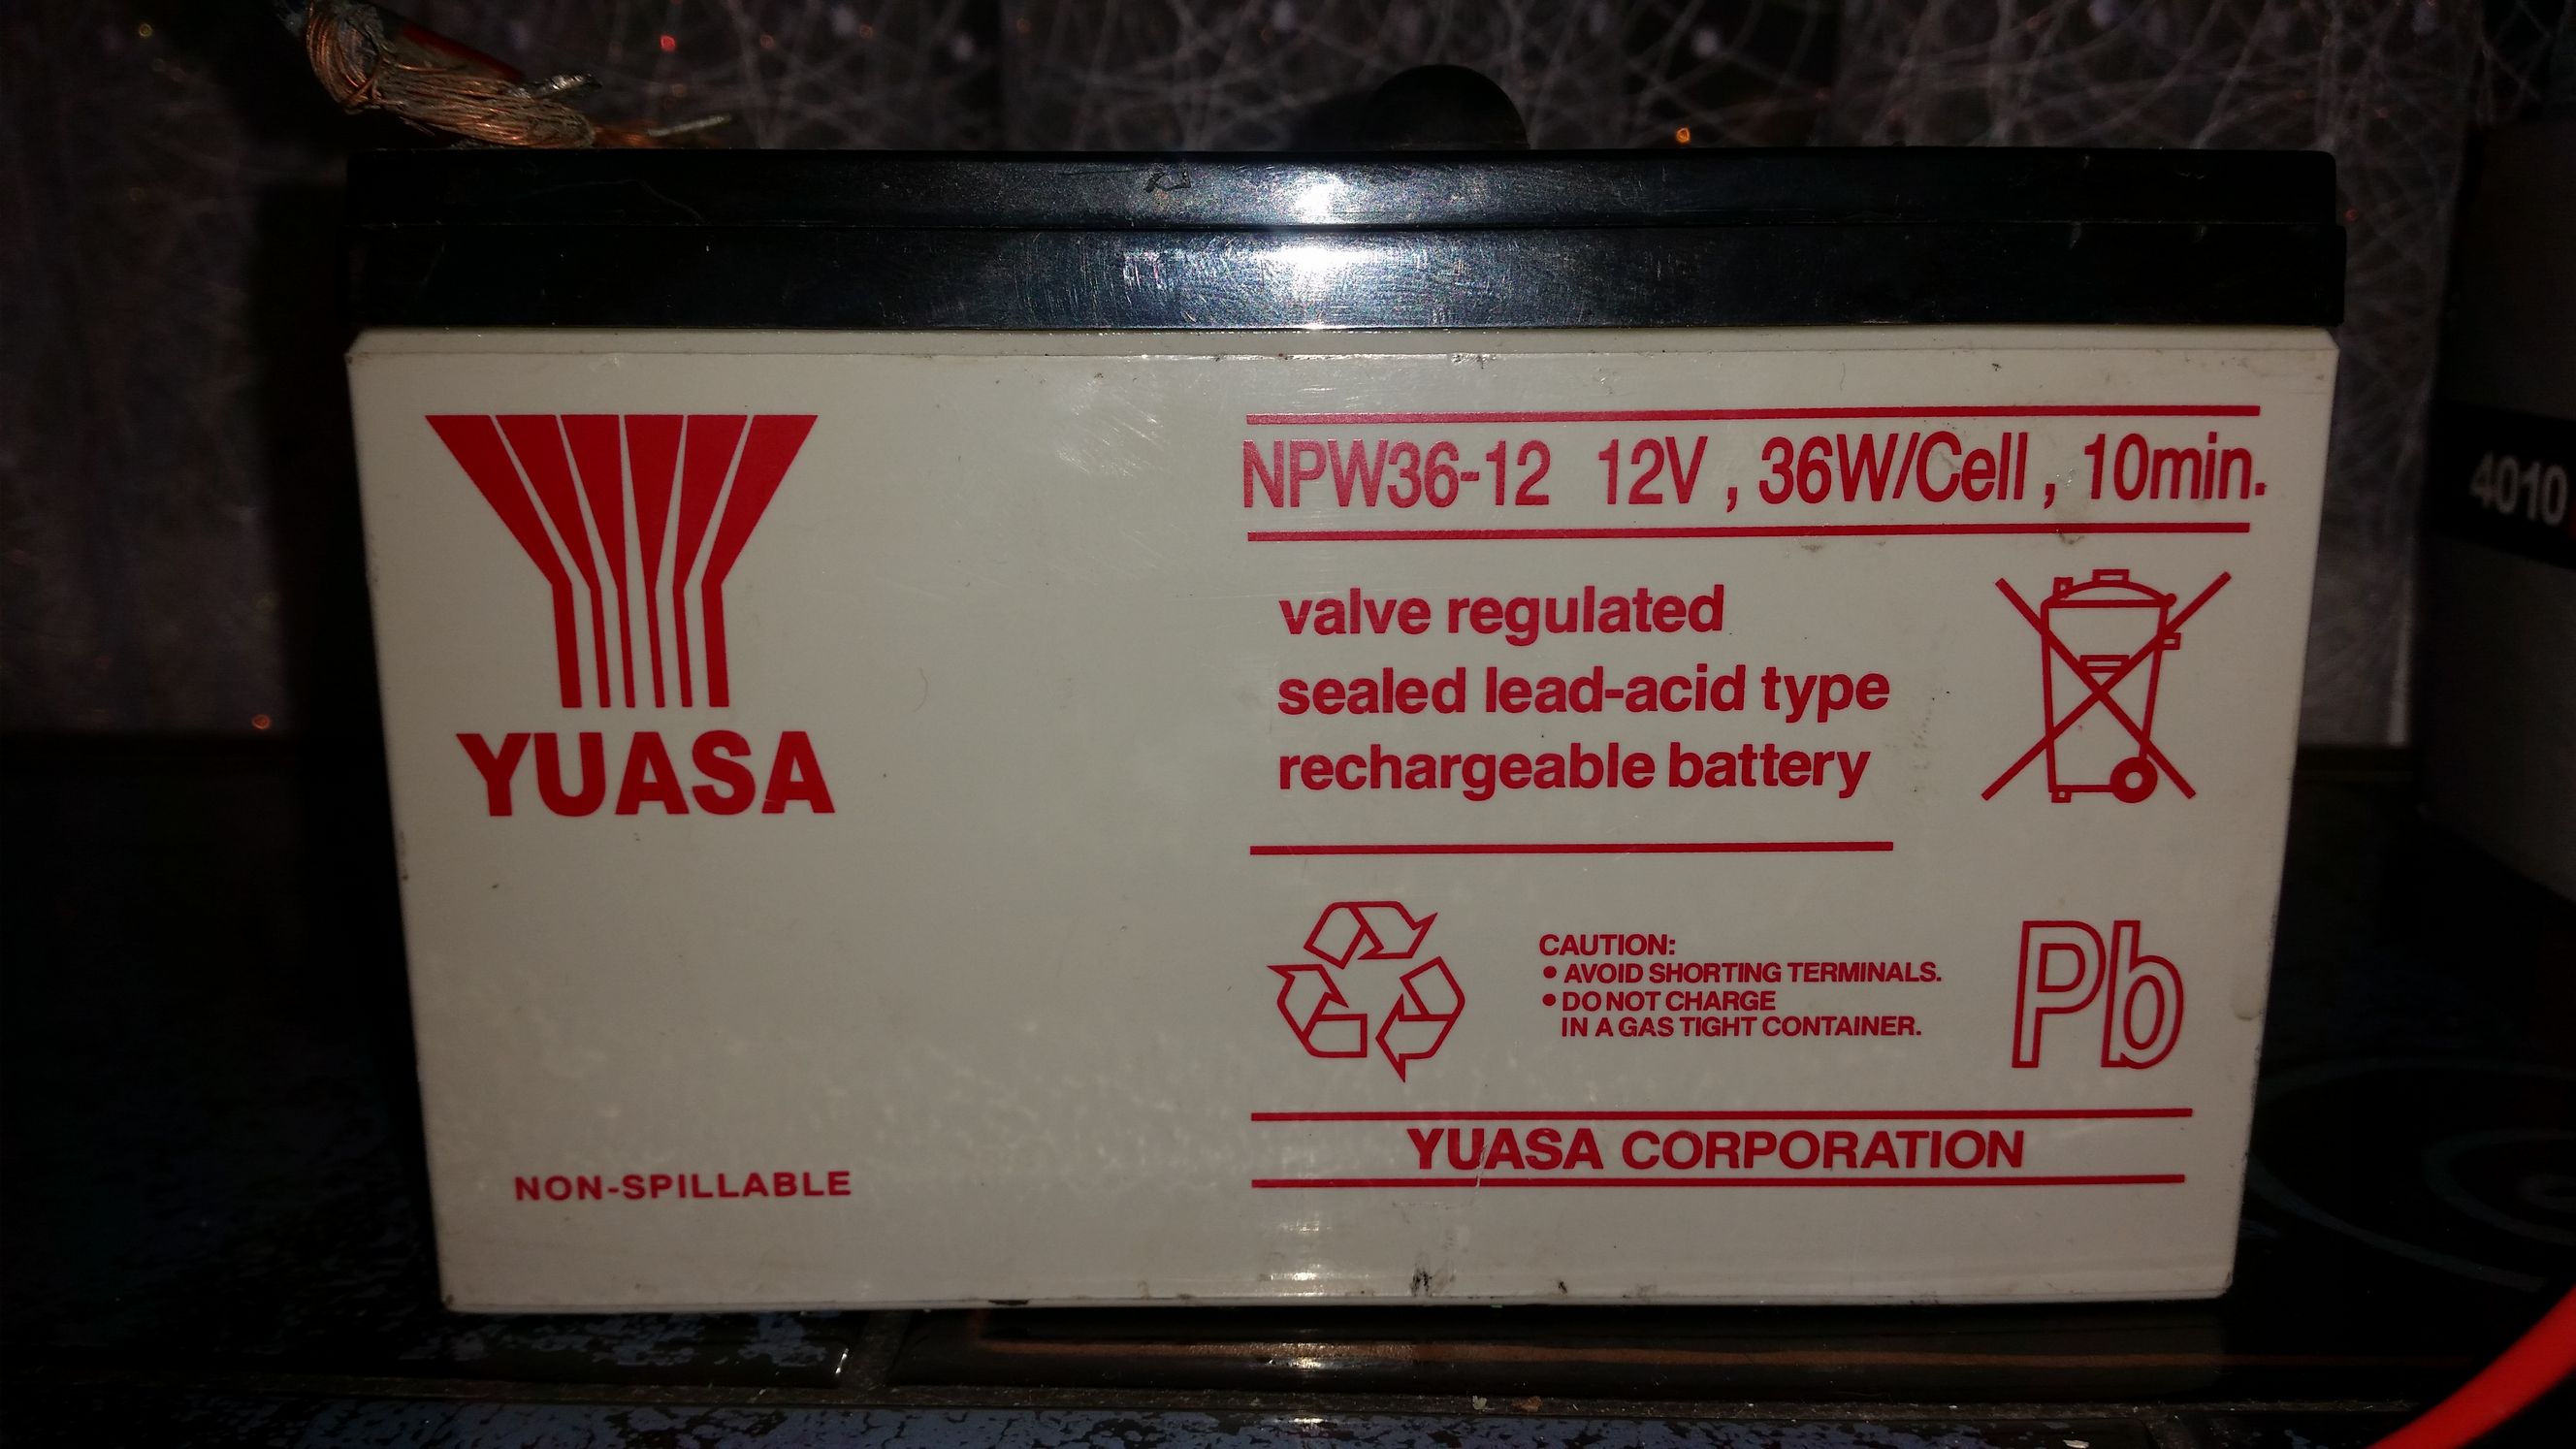 YUASA
NON-SPILLABLE
NPW36-12 12V , 36W/Cell , 10min.
valve regulated
sealed lead-acid type
rechargeable battery
CAUTION:
• AVOID SHORTING TERMINALS.
• DO NOT CHARGE
IN A GAS TIGHT CONTAINER.
Pb
YUASA CORPORATION
4010